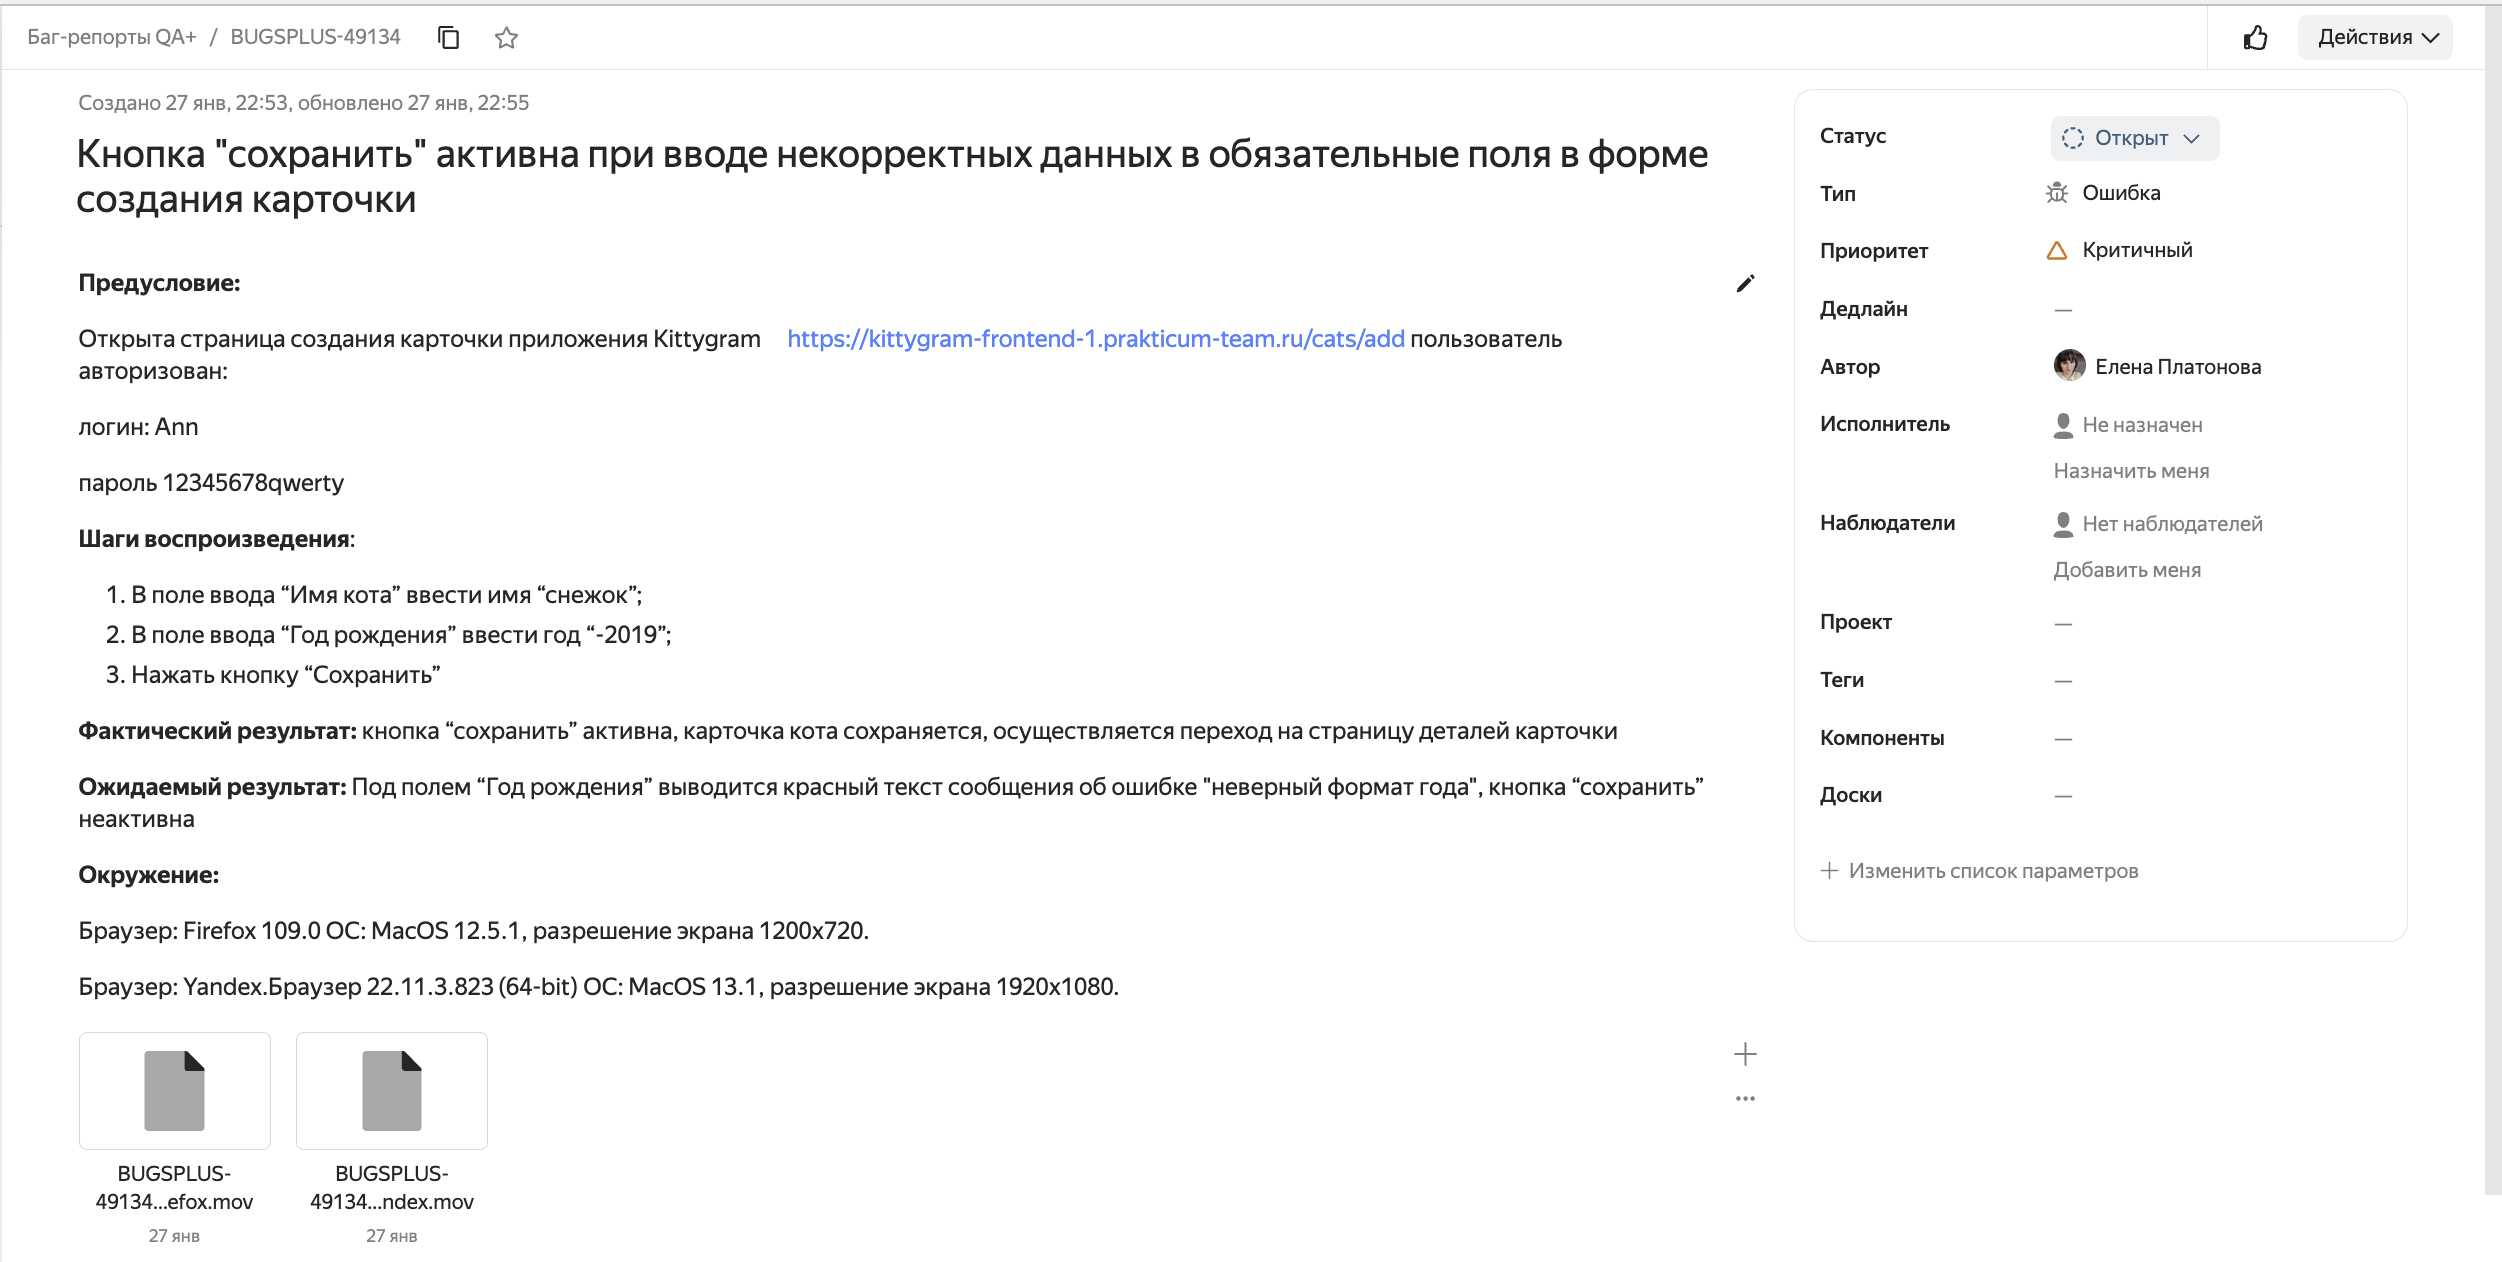 Баг-репорты QA+ / BUGSPLUS-49134
Действия
Создано 27 янв, 22:53, обновлено 27 янв, 22:55
Кнопка "сохранить" активна при вводе некорректных данных в обязательные поля в форме
создания карточки
Предусловие:
Открыта страница создания карточки приложения Kittygram https://kittygram-frontend-1.prakticum-team.ru/cats/add пользователь
авторизован:
логин: Ann
пароль 12345678qwerty
Шаги воспроизведения:
1. В поле ввода “Имя кота” ввести имя “снежок”;
2. В поле ввода “Год рождения” ввести год “-2019”;
3. Нажать кнопку “Сохранить”
Фактический результат: кнопка “сохранить” активна, карточка кота сохраняется, осуществляется переход на страницу деталей карточки
Ожидаемый результат: Под полем “Год рождения” выводится красный текст сообщения об ошибке "неверный формат года", кнопка “сохранить”
неактивна
Окружение:
Браузер: Firefox 109.0 ОС: MacOS 12.5.1, разрешение экрана 1200x720.
Браузер: Yandex.Браузер 22.11.3.823 (64-bit) ОС: MacOS 13.1, разрешение экрана 1920x1080.
BUGSPLUS-
49134...efox.mov
27 янв
BUGSPLUS-
49134...ndex.mov
27 янв
Статус Открыт
Тип Ошибка
Приоритет Критичный
Дедлайн —
Автор Елена Платонова
Исполнитель Не назначен
Назначить меня
Наблюдатели Нет наблюдателей
Добавить меня
Проект —
Теги —
Компоненты —
Доски —
Изменить список параметров